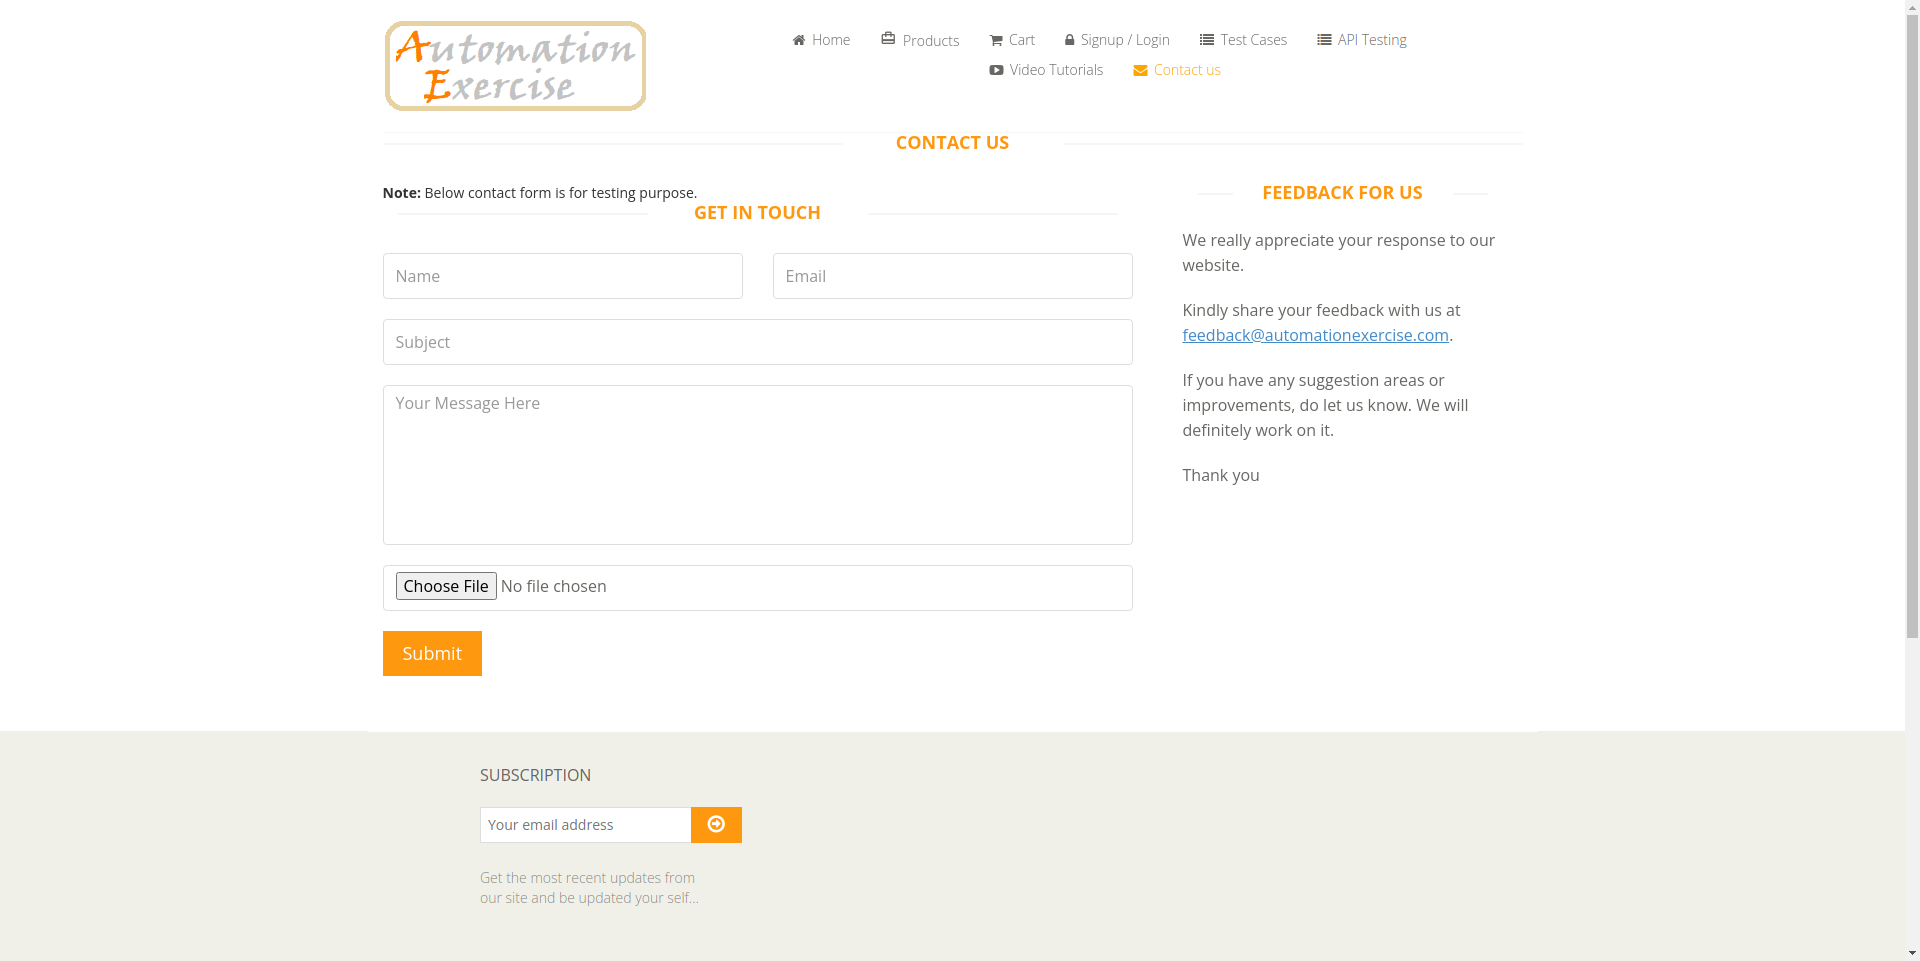 Automation
Exercise
Home
Products
Cart
Signup / Login
Test Cases
API Testing
Video Tutorials
Contact us
CONTACT US
Note: Below contact form is for testing purpose.
GET IN TOUCH
Name
Email
Subject
Your Message Here
Choose File No file chosen
Submit
FEEDBACK FOR US
We really appreciate your response to our
website.
Kindly share your feedback with us at
feedback@automationexercise.com.
If you have any suggestion areas or
improvements, do let us know. We will
definitely work on it.
Thank you
SUBSCRIPTION
Your email address
Get the most recent updates from
our site and be updated your self...